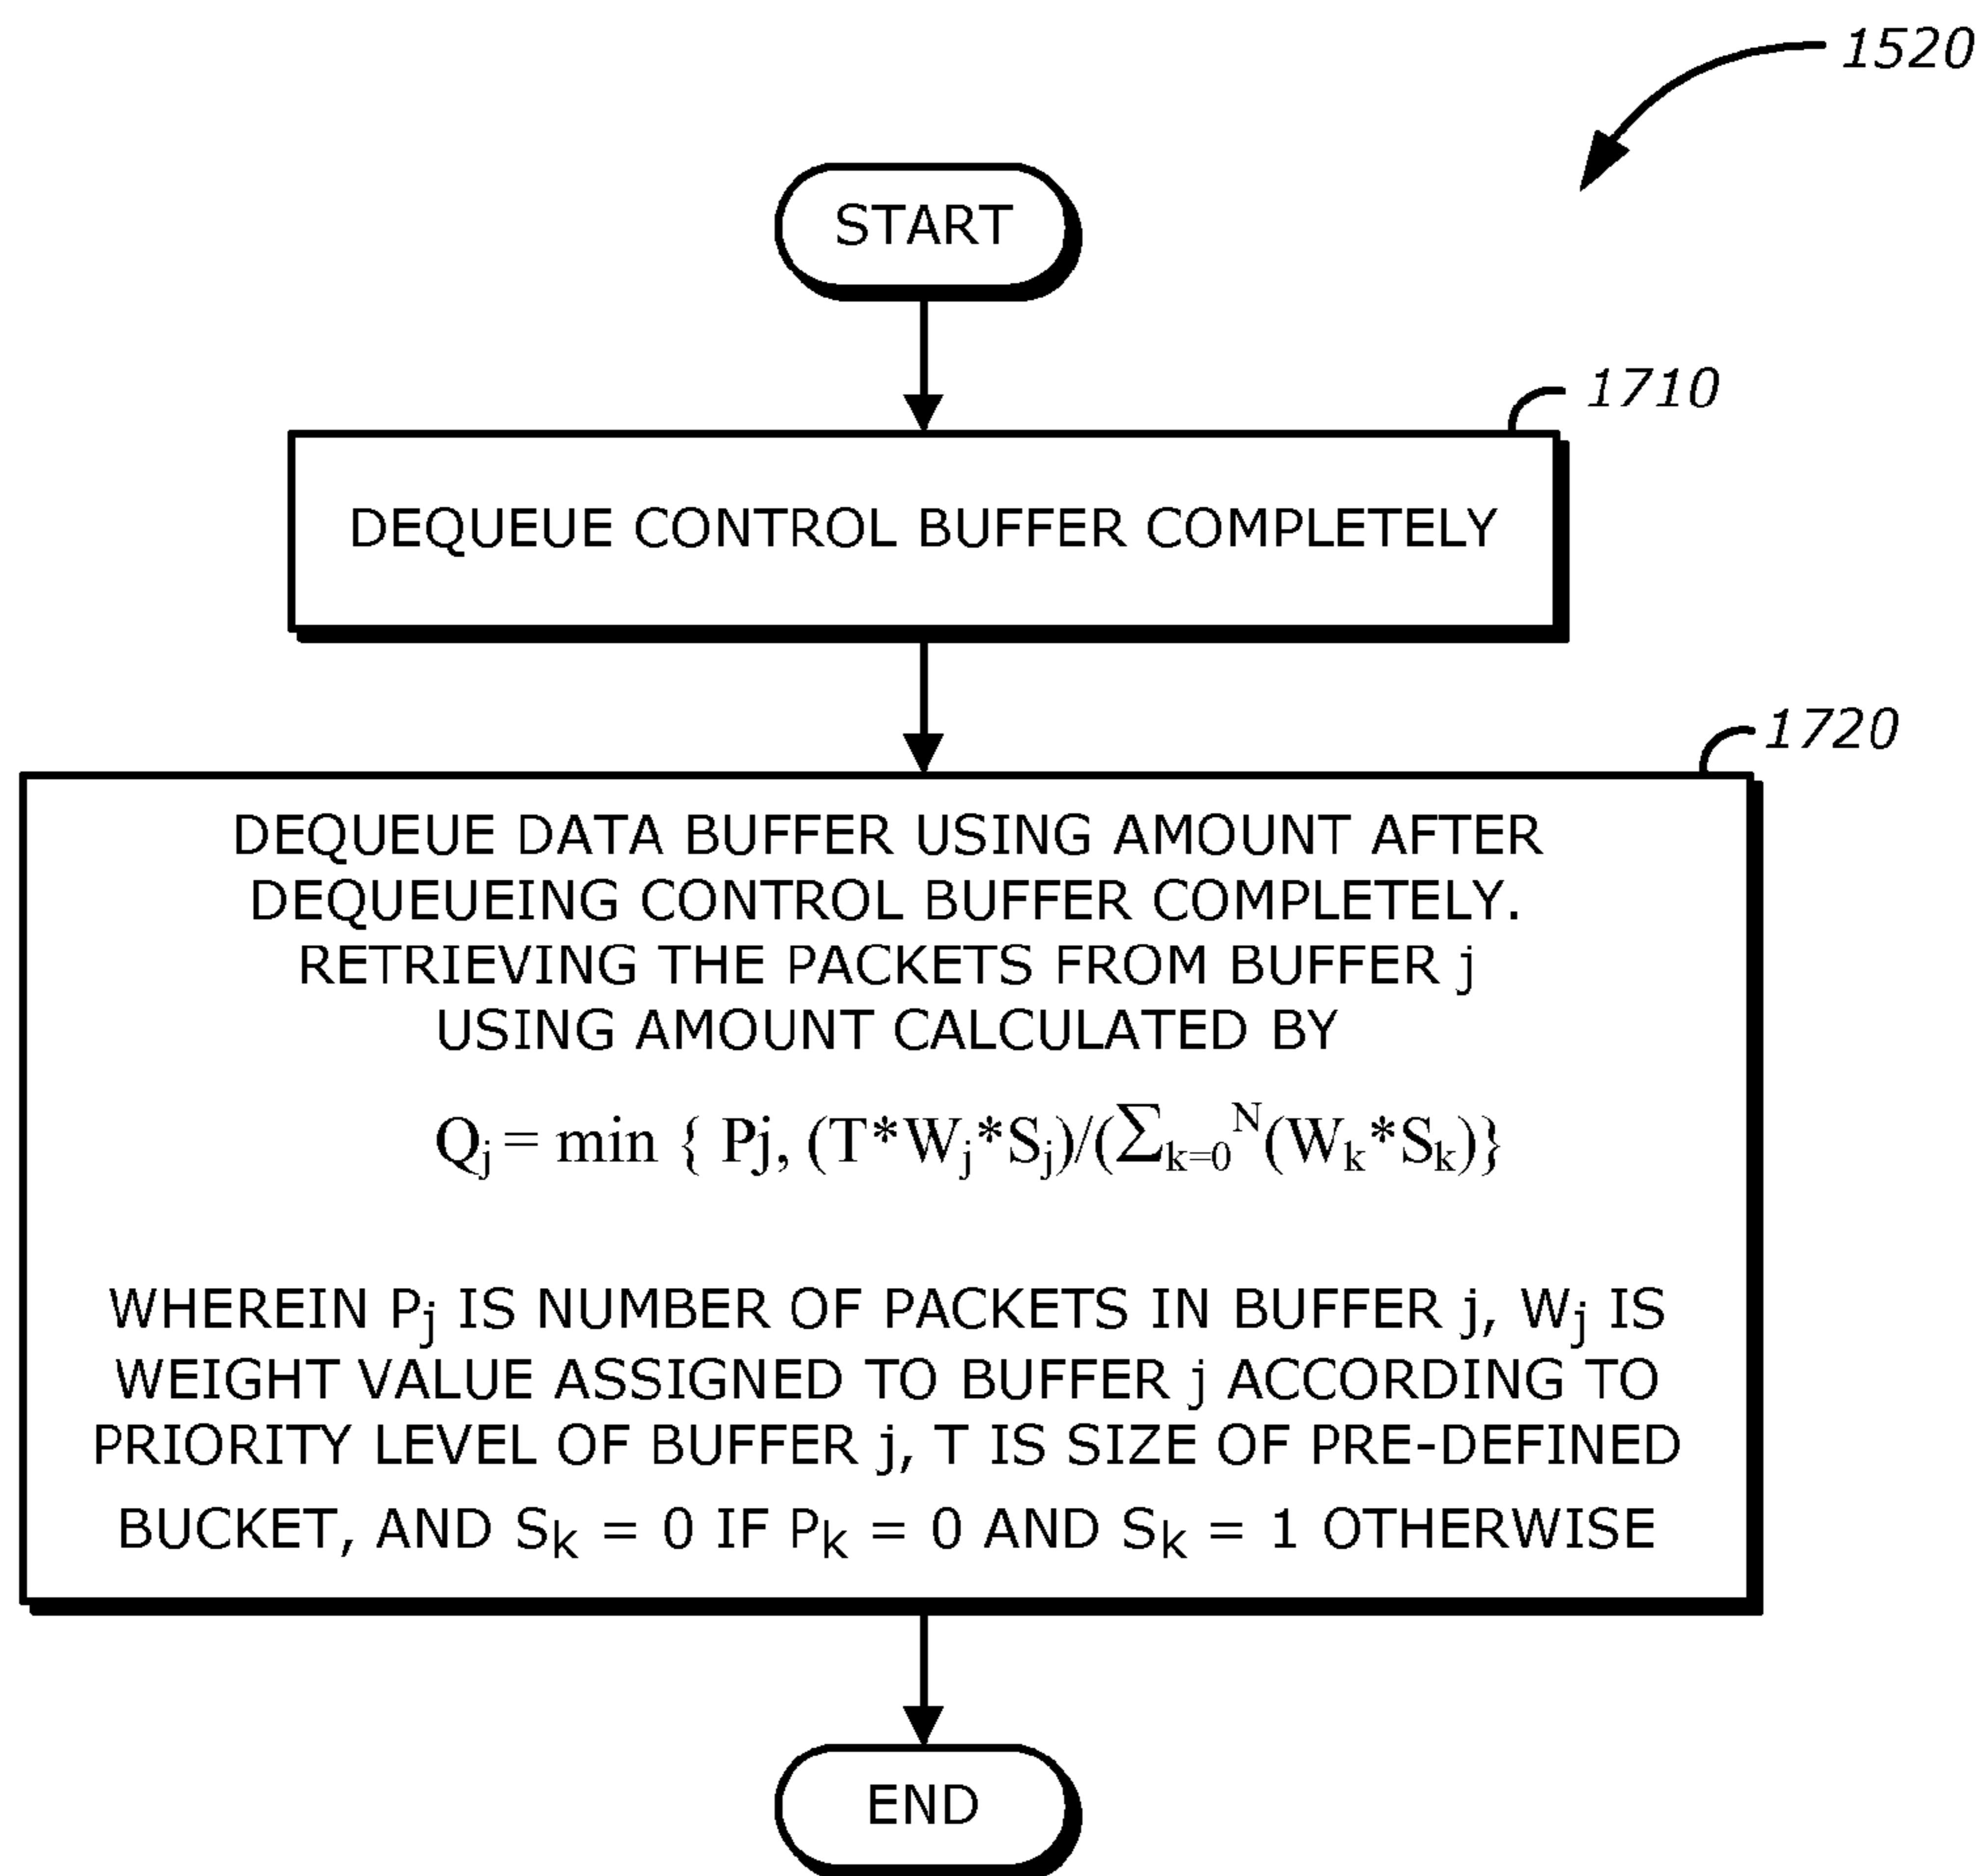 1520
START
1710
DEQUEUE CONTROL BUFFER COMPLETELY
1720
DEQUEUE DATA BUFFER USING AMOUNT AFTER
DEQUEUEING CONTROL BUFFER COMPLETELY.
RETRIEVING THE PACKETS FROM BUFFER j
USING AMOUNT CALCULATED BY
Qj = min { Pj, (T*Wj*Sj)/(∑k=0N(Wk*Sk)}
WHEREIN Pj IS NUMBER OF PACKETS IN BUFFER j, Wj IS
WEIGHT VALUE ASSIGNED TO BUFFER j ACCORDING TO
PRIORITY LEVEL OF BUFFER j, T IS SIZE OF PRE-DEFINED
BUCKET, AND Sk = 0 IF Pk = 0 AND Sk = 1 OTHERWISE
END